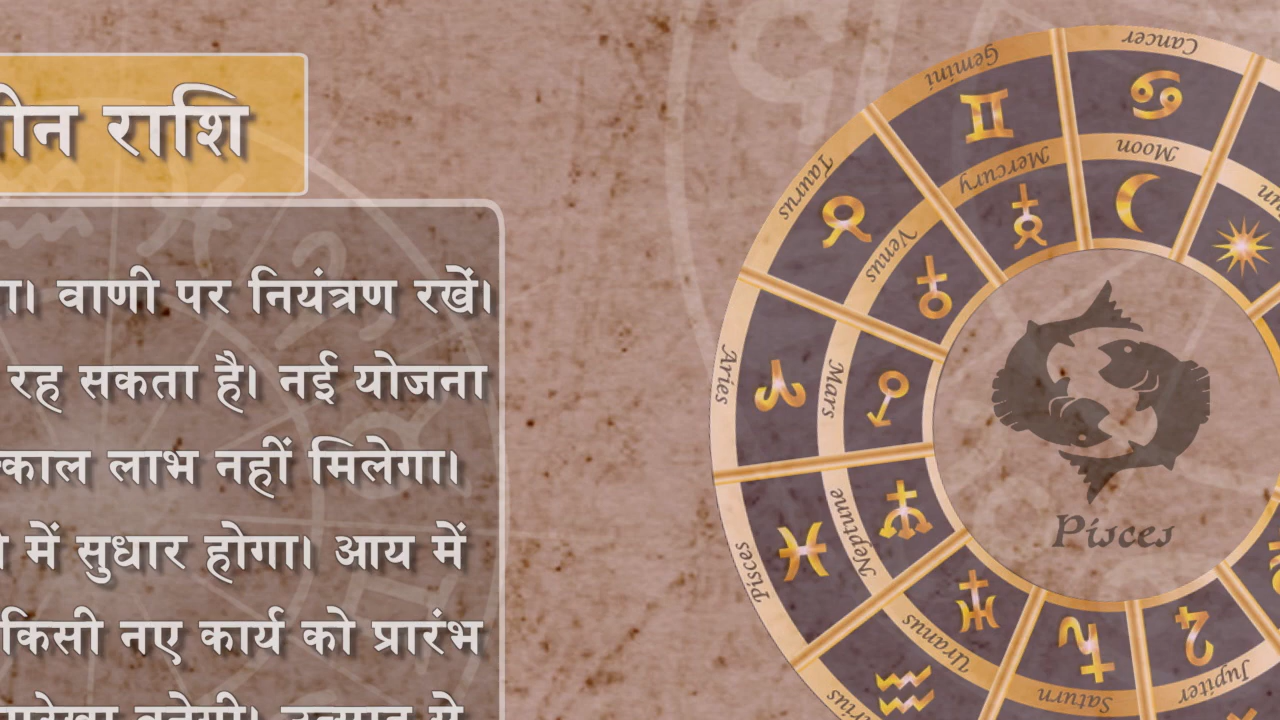 राशि
वाणी पर नियंत्रण रखें।
रह सकता है। नई योजना
लाभ नहीं मिलेगा।
में सुधार होगा। आय में
किसी नए कार्य को प्रारंभ
Cancer
Gemini
Taurus
Aries
Pisces
Moon
Mercury
Venus
Mars
Neptune
Uranus
Saturn
Jupiter
Pisces